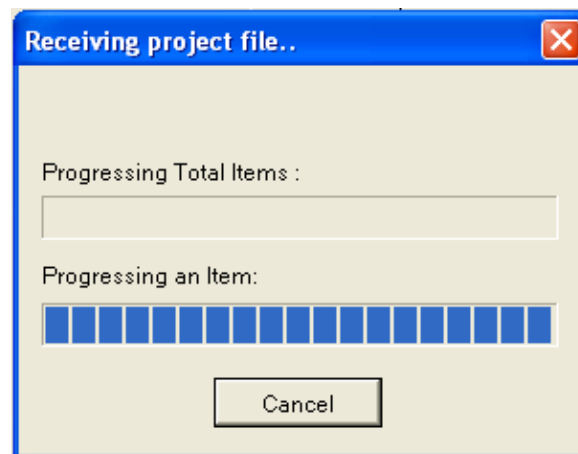 Receiving project file..
Progressing Total Items :
Progressing an Item:
Cancel